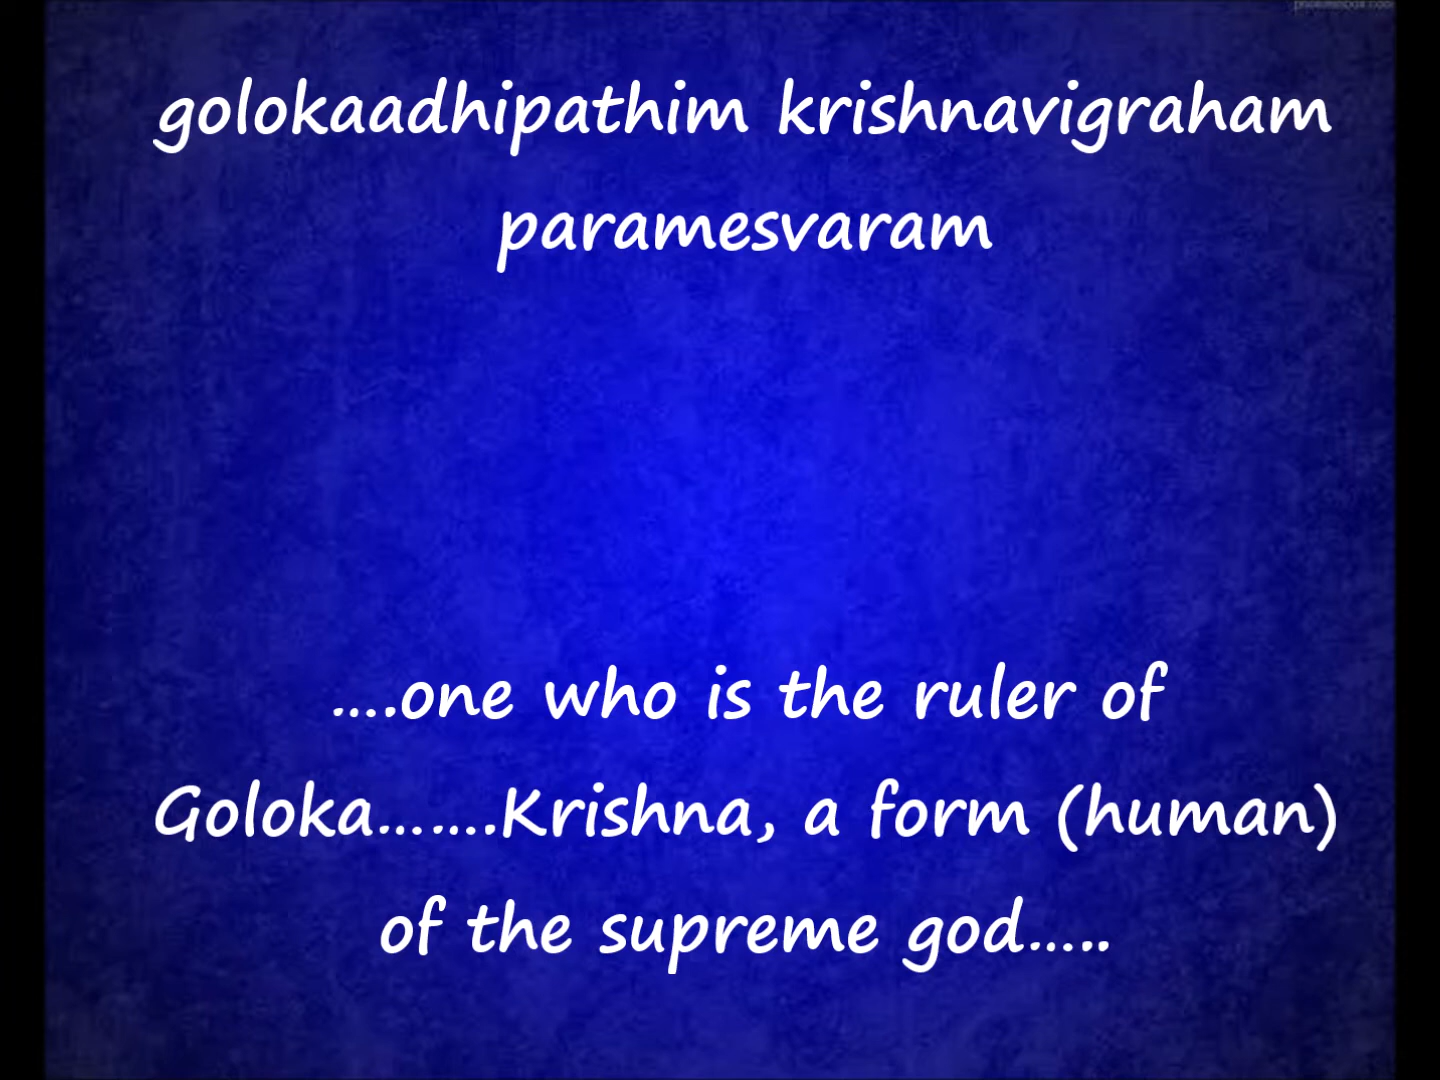 golokaadhipathim krishnavigraham
paramesvaram
….one who is the ruler of
Goloka…….Krishna, a form (human)
of the supreme god…..